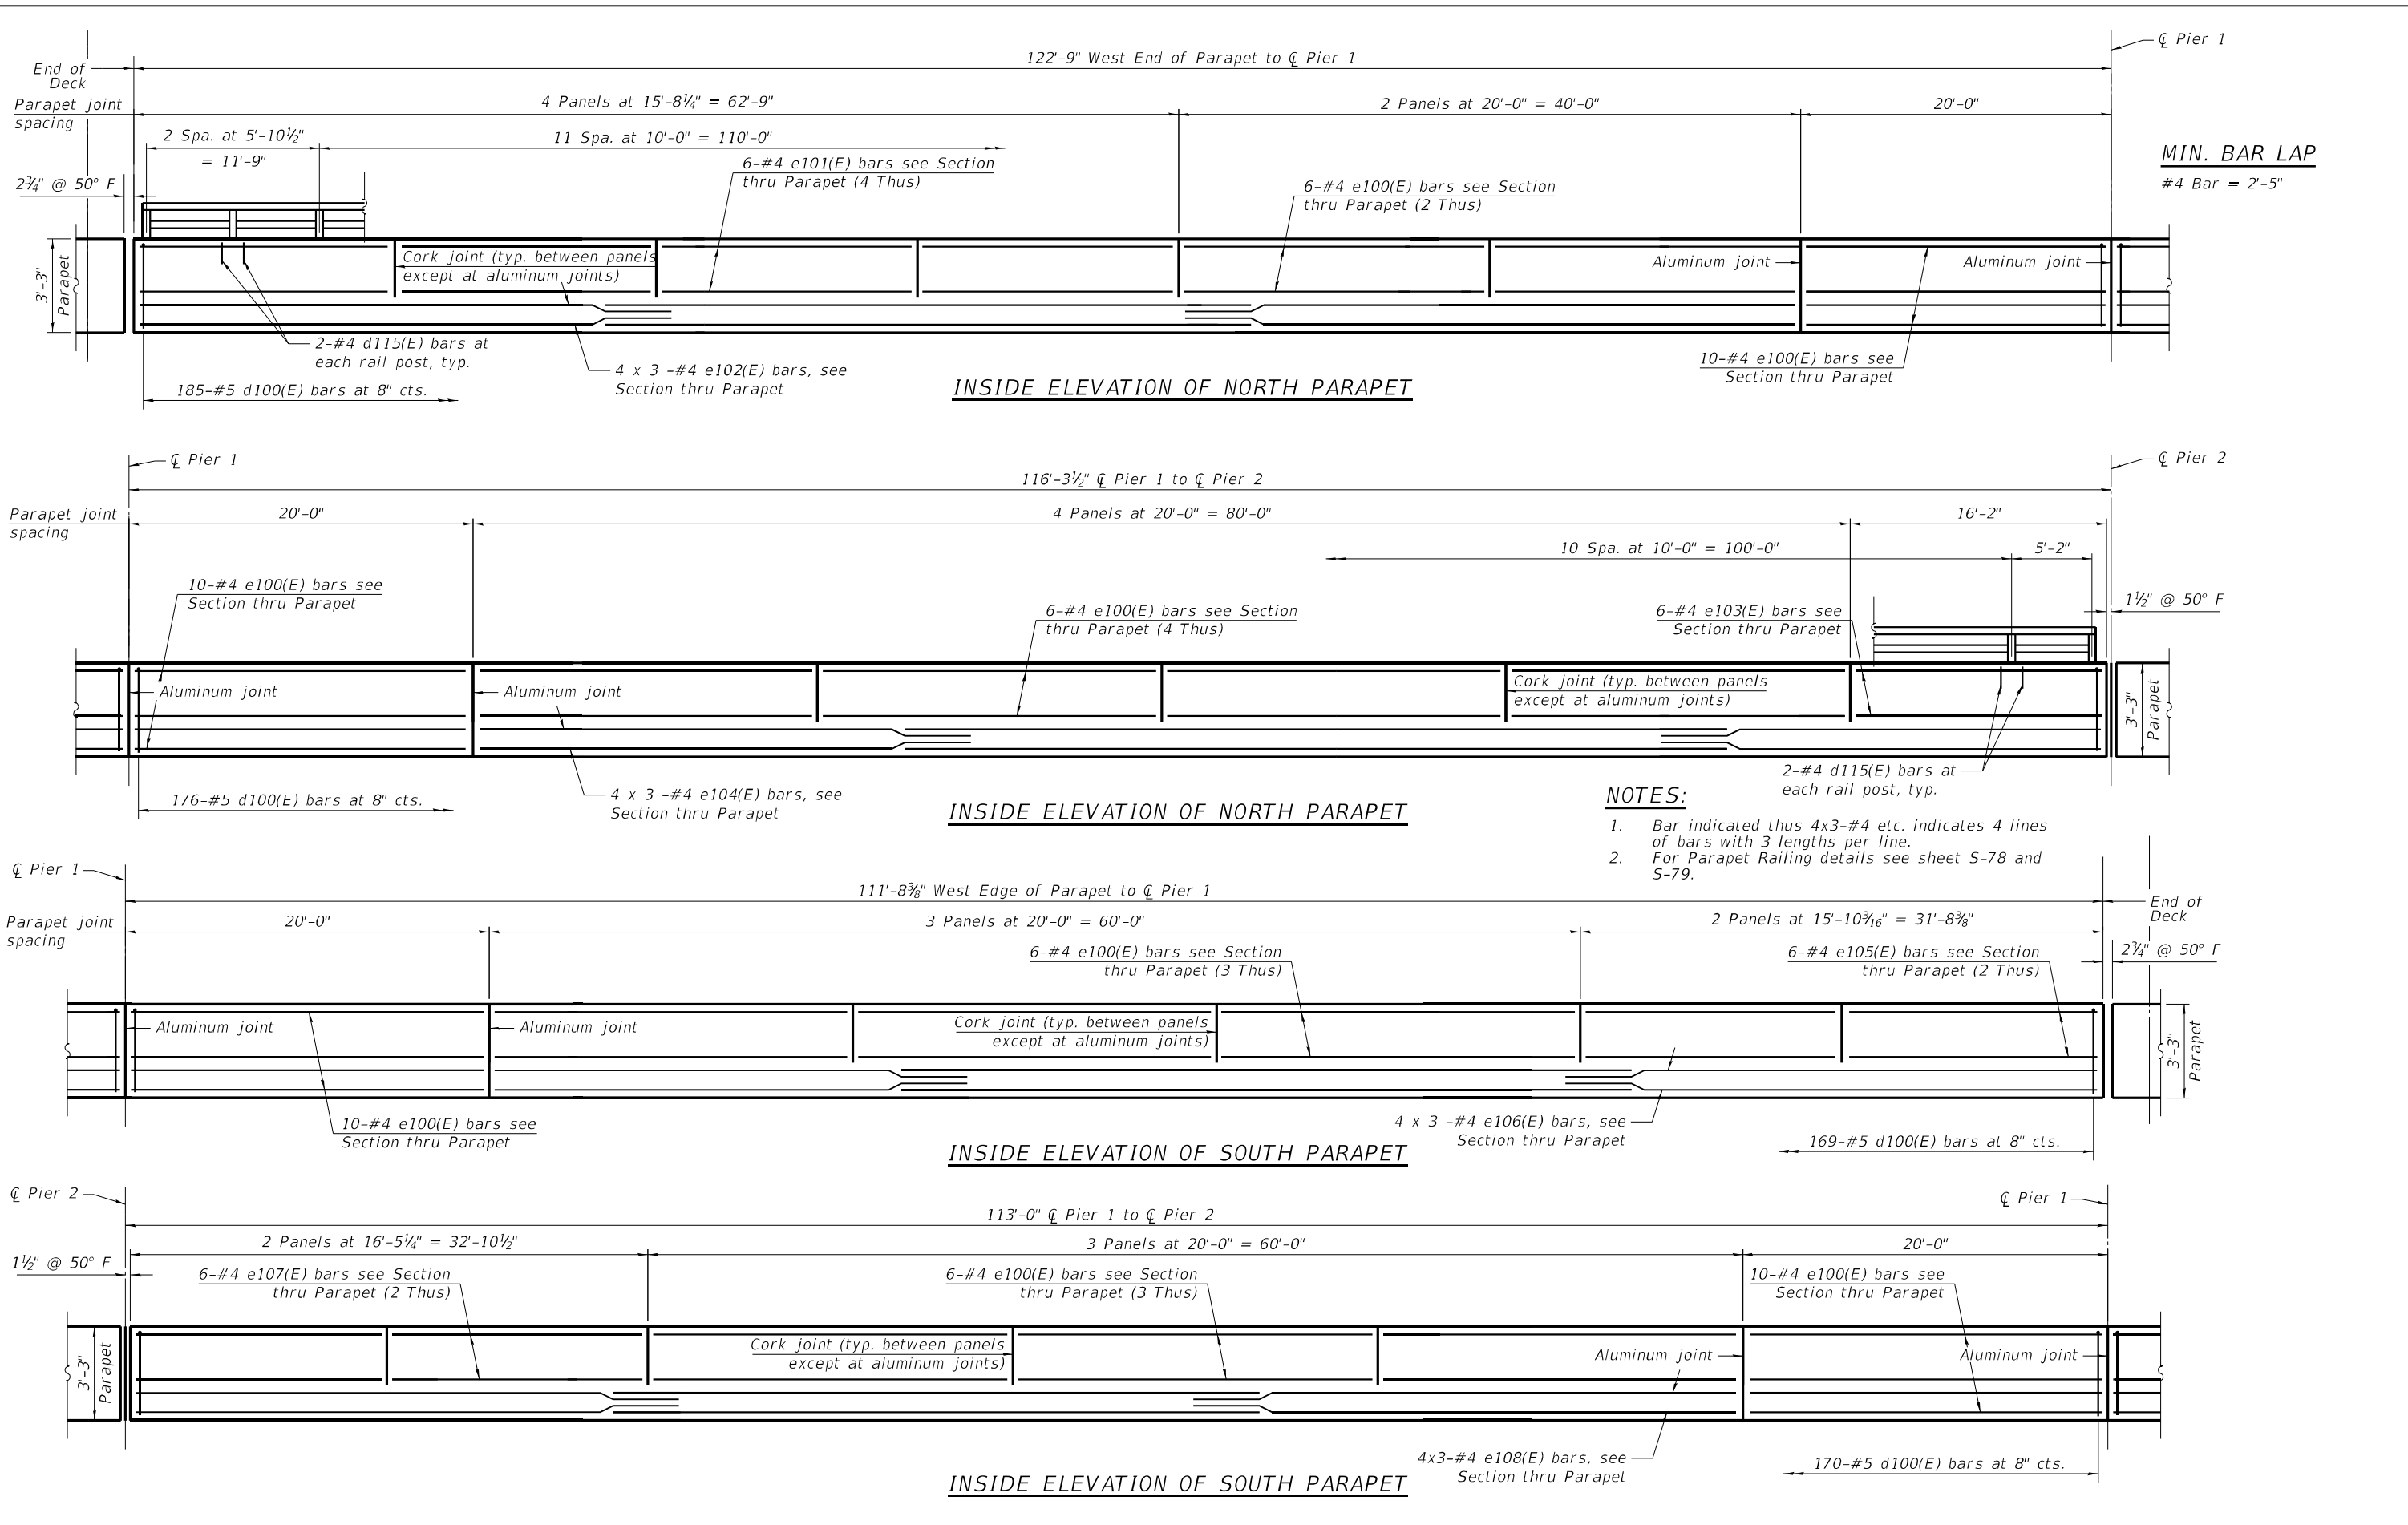 ℄ Pier 1
122'-9" West End of Parapet to ℄ Pier 1
End of
Deck
Parapet joint
spacing
4 Panels at 15'-8¼" = 62'-9"
2 Panels at 20'-0" = 40'-0"
20'-0"
2 Spa. at 5'-10½"
= 11'-9"
11 Spa. at 10'-0" = 110'-0"
MIN. BAR LAP
#4 Bar = 2'-5"
2¾" @ 50° F
6-#4 e101(E) bars see Section
thru Parapet (4 Thus)
6-#4 e100(E) bars see Section
thru Parapet (2 Thus)
3'-3"
Parapet
Cork joint (typ. between panels
except at aluminum joints)
Aluminum joint
Aluminum joint
2-#4 d115(E) bars at
each rail post, typ.
185-#5 d100(E) bars at 8" cts.
4 x 3 -#4 e102(E) bars, see
Section thru Parapet
10-#4 e100(E) bars see
Section thru Parapet
INSIDE ELEVATION OF NORTH PARAPET
℄ Pier 1
℄ Pier 2
116'-3½" ℄ Pier 1 to ℄ Pier 2
Parapet joint
spacing
20'-0"
4 Panels at 20'-0" = 80'-0"
16'-2"
10 Spa. at 10'-0" = 100'-0"
5'-2"
10-#4 e100(E) bars see
Section thru Parapet
6-#4 e100(E) bars see Section
thru Parapet (4 Thus)
6-#4 e103(E) bars see
Section thru Parapet
1½" @ 50° F
Aluminum joint
Aluminum joint
Cork joint (typ. between panels
except at aluminum joints)
3'-3"
Parapet
176-#5 d100(E) bars at 8" cts.
4 x 3 -#4 e104(E) bars, see
Section thru Parapet
2-#4 d115(E) bars at
each rail post, typ.
INSIDE ELEVATION OF NORTH PARAPET
NOTES:
1. Bar indicated thus 4x3-#4 etc. indicates 4 lines
of bars with 3 lengths per line.
2. For Parapet Railing details see sheet S-78 and
S-79.
℄ Pier 1
111'-8⅜" West Edge of Parapet to ℄ Pier 1
End of
Deck
Parapet joint
spacing
20'-0"
3 Panels at 20'-0" = 60'-0"
2 Panels at 15'-10 3/16" = 31'-8⅜"
6-#4 e100(E) bars see Section
thru Parapet (3 Thus)
6-#4 e105(E) bars see Section
thru Parapet (2 Thus)
2¾" @ 50° F
Aluminum joint
Aluminum joint
Cork joint (typ. between panels
except at aluminum joints)
3'-3"
Parapet
10-#4 e100(E) bars see
Section thru Parapet
4 x 3 -#4 e106(E) bars, see
Section thru Parapet
169-#5 d100(E) bars at 8" cts.
INSIDE ELEVATION OF SOUTH PARAPET
℄ Pier 2
℄ Pier 1
113'-0" ℄ Pier 1 to ℄ Pier 2
2 Panels at 16'-5¼" = 32'-10½"
3 Panels at 20'-0" = 60'-0"
20'-0"
1½" @ 50° F
6-#4 e107(E) bars see Section
thru Parapet (2 Thus)
6-#4 e100(E) bars see Section
thru Parapet (3 Thus)
10-#4 e100(E) bars see
Section thru Parapet
3'-3"
Parapet
Cork joint (typ. between panels
except at aluminum joints)
Aluminum joint
Aluminum joint
4x3-#4 e108(E) bars, see
Section thru Parapet
170-#5 d100(E) bars at 8" cts.
INSIDE ELEVATION OF SOUTH PARAPET